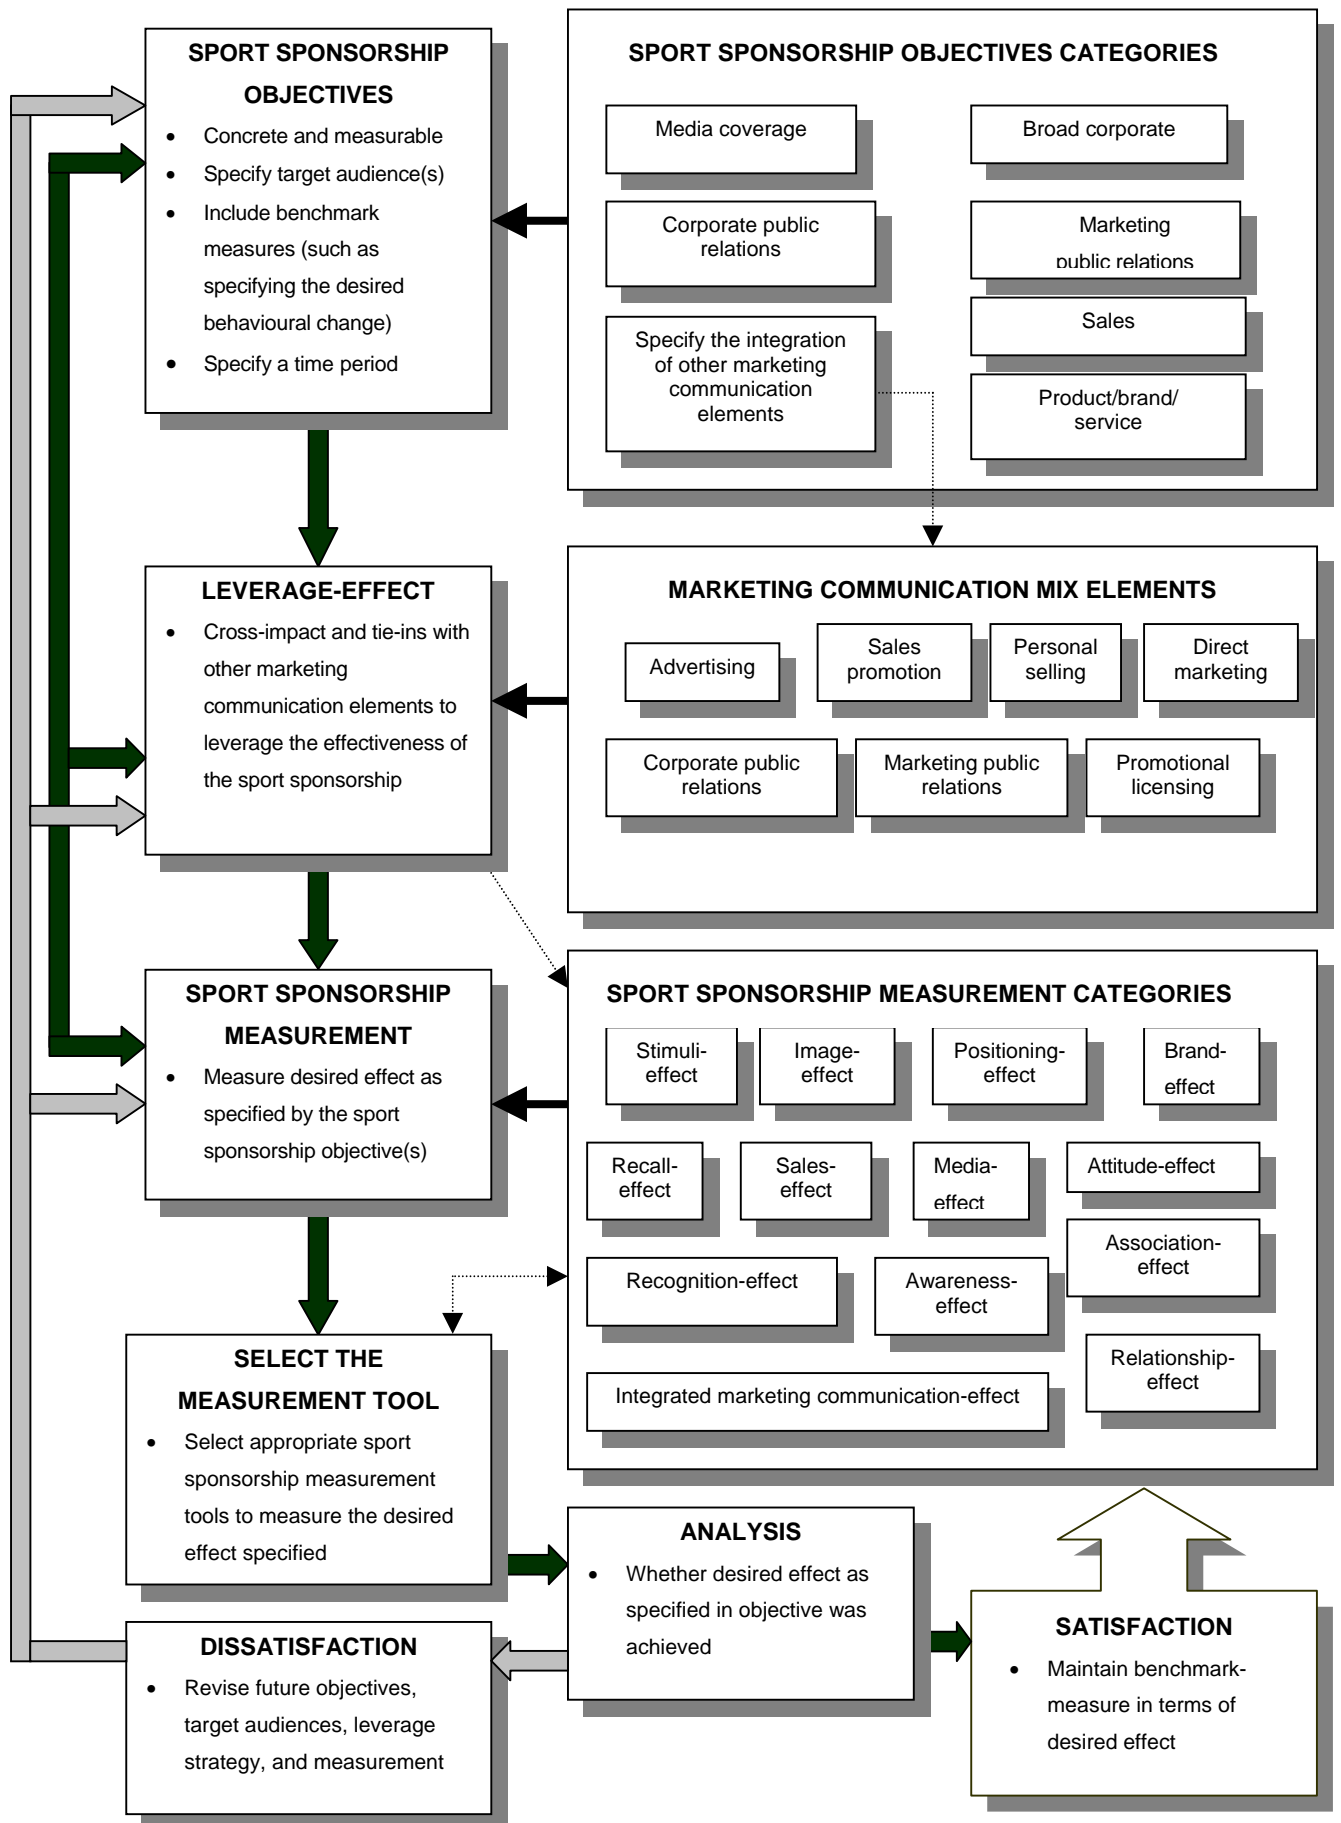 SPORT SPONSORSHIP
OBJECTIVES
• Concrete and measurable
• Specify target audience(s)
• Include benchmark
measures (such as
specifying the desired
behavioural change)
• Specify a time period
SPORT SPONSORSHIP OBJECTIVES CATEGORIES
Media coverage
Broad corporate
Corporate public
relations
Marketing
public relations
Specify the integration
of other marketing
communication
elements
Sales
Product/brand/
service
LEVERAGE-EFFECT
• Cross-impact and tie-ins with
other marketing
communication elements to
leverage the effectiveness of
the sport sponsorship
MARKETING COMMUNICATION MIX ELEMENTS
Advertising
Sales
promotion
Personal
selling
Direct
marketing
Corporate public
relations
Marketing public
relations
Promotional
licensing
SPORT SPONSORSHIP
MEASUREMENT
• Measure desired effect as
specified by the sport
sponsorship objective(s)
SPORT SPONSORSHIP MEASUREMENT CATEGORIES
Stimuli-
effect
Image-
effect
Positioning-
effect
Brand-
effect
Recall-
effect
Sales-
effect
Media-
effect
Attitude-effect
Association-
effect
Recognition-effect
Awareness-
effect
Relationship-
effect
Integrated marketing communication-effect
SELECT THE
MEASUREMENT TOOL
• Select appropriate sport
sponsorship measurement
tools to measure the desired
effect specified
ANALYSIS
• Whether desired effect as
specified in objective was
achieved
DISSATISFACTION
• Revise future objectives,
target audiences, leverage
strategy, and measurement
SATISFACTION
• Maintain benchmark-
measure in terms of
desired effect